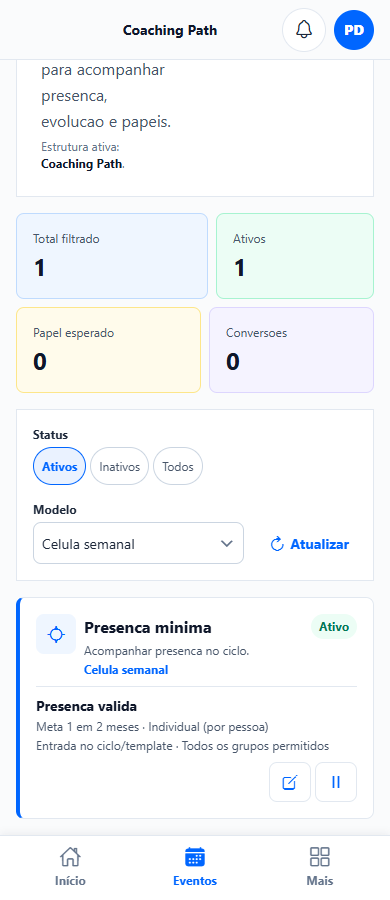 Coaching Path
PD
para acompanhar
presenca,
evolucao e papeis.
Estrutura ativa:
Coaching Path.
Total filtrado
1
Ativos
1
Papel esperado
0
Conversoes
0
Status
Ativos
Inativos
Todos
Modelo
Celula semanal
Atualizar
Presenca minima
Ativo
Acompanhar presenca no ciclo.
Celula semanal
Presenca valida
Meta 1 em 2 meses · Individual (por pessoa)
Entrada no ciclo/template · Todos os grupos permitidos
Início
Eventos
Mais